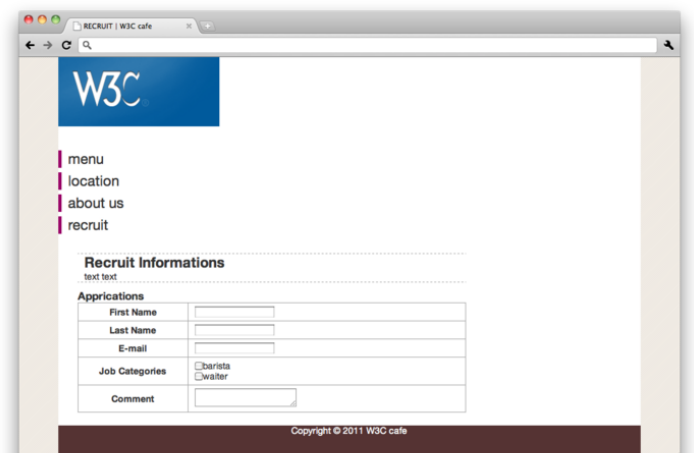 RECRUIT | W3C cafe
W3C
menu
location
about us
recruit
Recruit Informations
text text
Apprications
First Name
Last Name
E-mail
Job Categories
barista
waiter
Comment
Copyright © 2011 W3C cafe